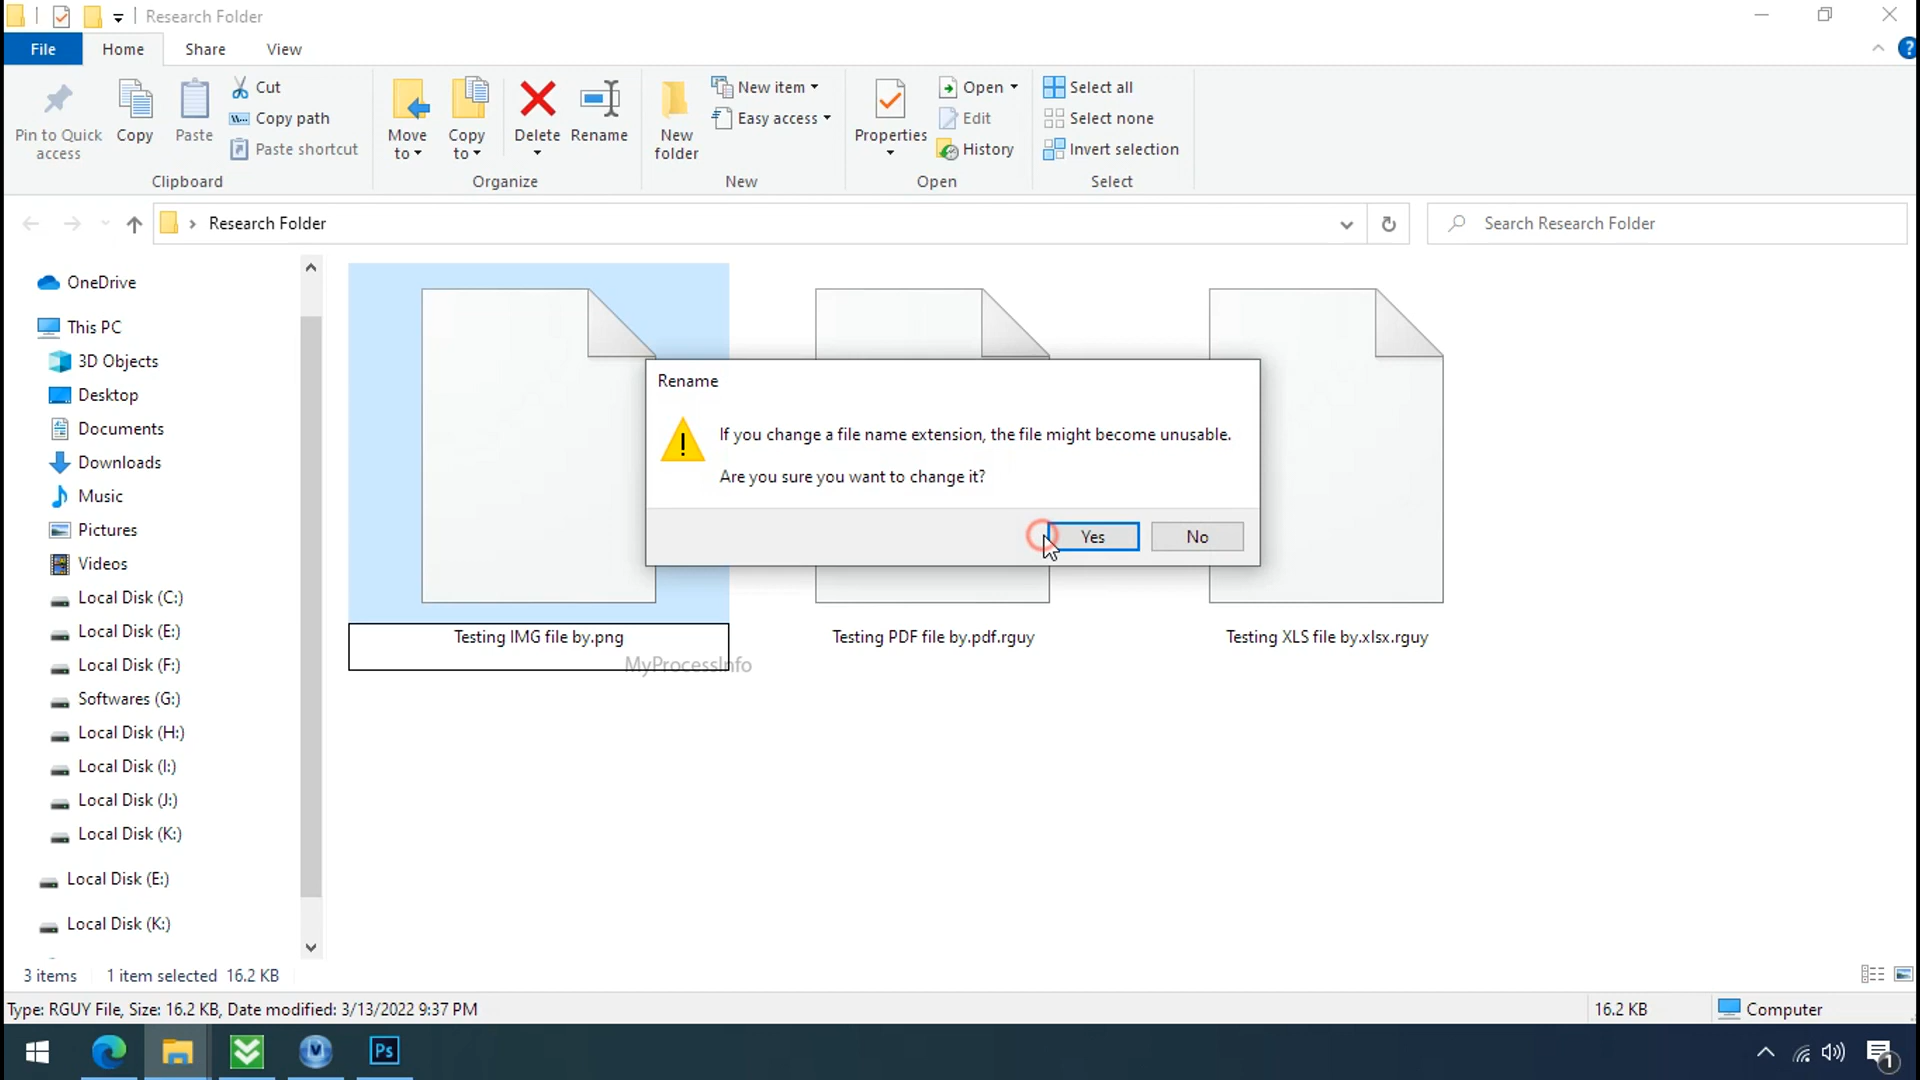 Research Folder
File
Home
Share
View
Pin to Quick access
Copy
Paste
Cut
Copy path
Paste shortcut
Clipboard
Move to
Copy to
Delete
Rename
Organize
New folder
New item
Easy access
New
Properties
Open
Edit
History
Open
Select all
Select none
Invert selection
Select
Research Folder
Search Research Folder
OneDrive
This PC
3D Objects
Desktop
Documents
Downloads
Music
Pictures
Videos
Local Disk (C:)
Local Disk (E:)
Local Disk (F:)
Softwares (G:)
Local Disk (H:)
Local Disk (I:)
Local Disk (J:)
Local Disk (K:)
Local Disk (E:)
Local Disk (K:)
Rename
If you change a file name extension, the file might become unusable.
Are you sure you want to change it?
Yes
No
Testing IMG file by.png
Testing PDF file by.pdf.rguy
Testing XLS file by.xlsx.rguy
MyProcessInfo
3 items
1 item selected 16.2 KB
Type: RGUY File, Size: 16.2 KB, Date modified: 3/13/2022 9:37 PM
16.2 KB
Computer
Ps
1